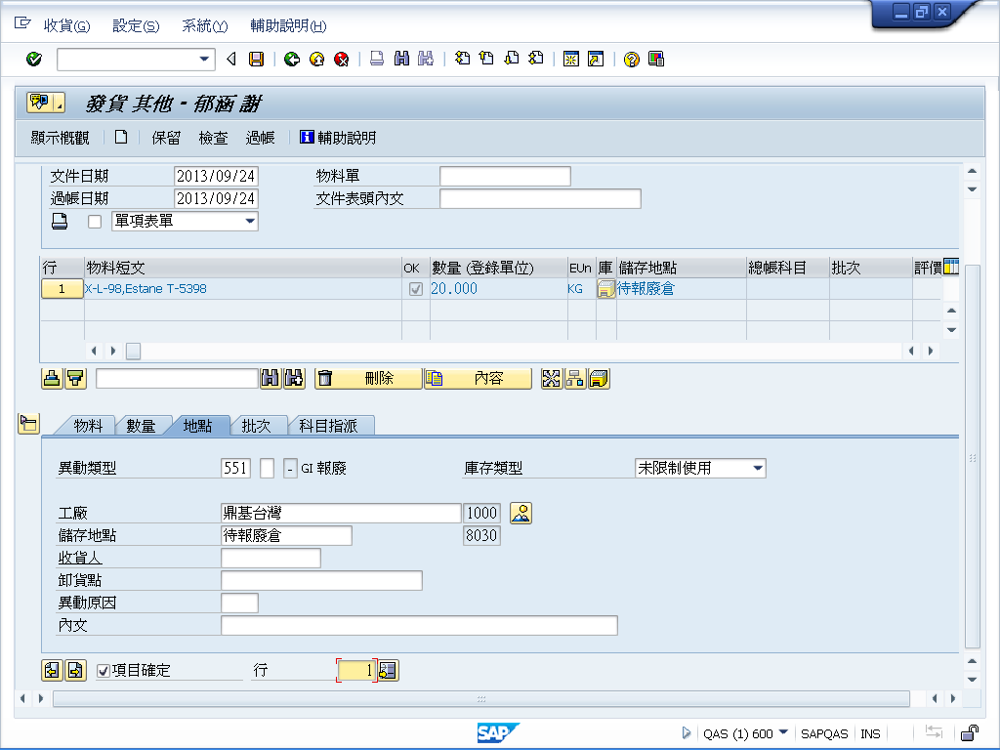 收貨(G) 設定(S) 系統(Y) 輔助說明(H)
發貨 其他 - 郁涵 謝
顯示概觀 保留 檢查 過帳 輔助說明
文件日期 2013/09/24 物料單
過帳日期 2013/09/24 文件表頭內文
單項表單
行 物料短文 OK 數量 (登錄單位) EUn 庫 儲存地點 總帳科目 批次 評價
1 X-L-98,Estane T-5398 20.000 KG 待報廢倉
刪除 內容
物料 數量 地點 批次 科目指派
異動類型 551 - GI 報廢 庫存類型 未限制使用
工廠 鼎基台灣 1000
儲存地點 待報廢倉 8030
收貨人
卸貨點
異動原因
內文
項目確定 行 1
SAP QAS (1) 600 SAPQAS INS